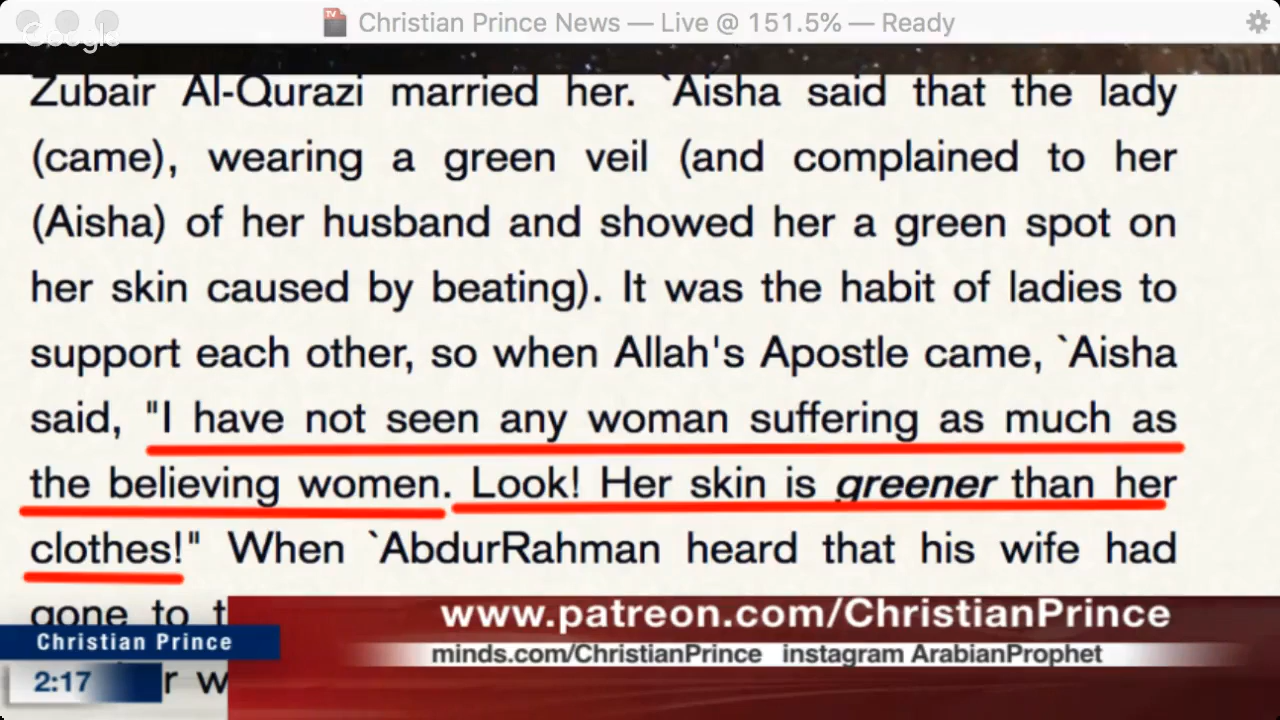 Christian Prince News — Live @ 151.5% — Ready
Google
Zubair Al-Qurazi married her. `Aisha said that the lady
(came), wearing a green veil (and complained to her
(Aisha) of her husband and showed her a green spot on
her skin caused by beating). It was the habit of ladies to
support each other, so when Allah's Apostle came, `Aisha
said, "I have not seen any woman suffering as much as
the believing women. Look! Her skin is greener than her
clothes!" When `AbdurRahman heard that his wife had
gone to
www.patreon.com/ChristianPrince
Christian Prince
minds.com/ChristianPrince instagram ArabianProphet
2:17